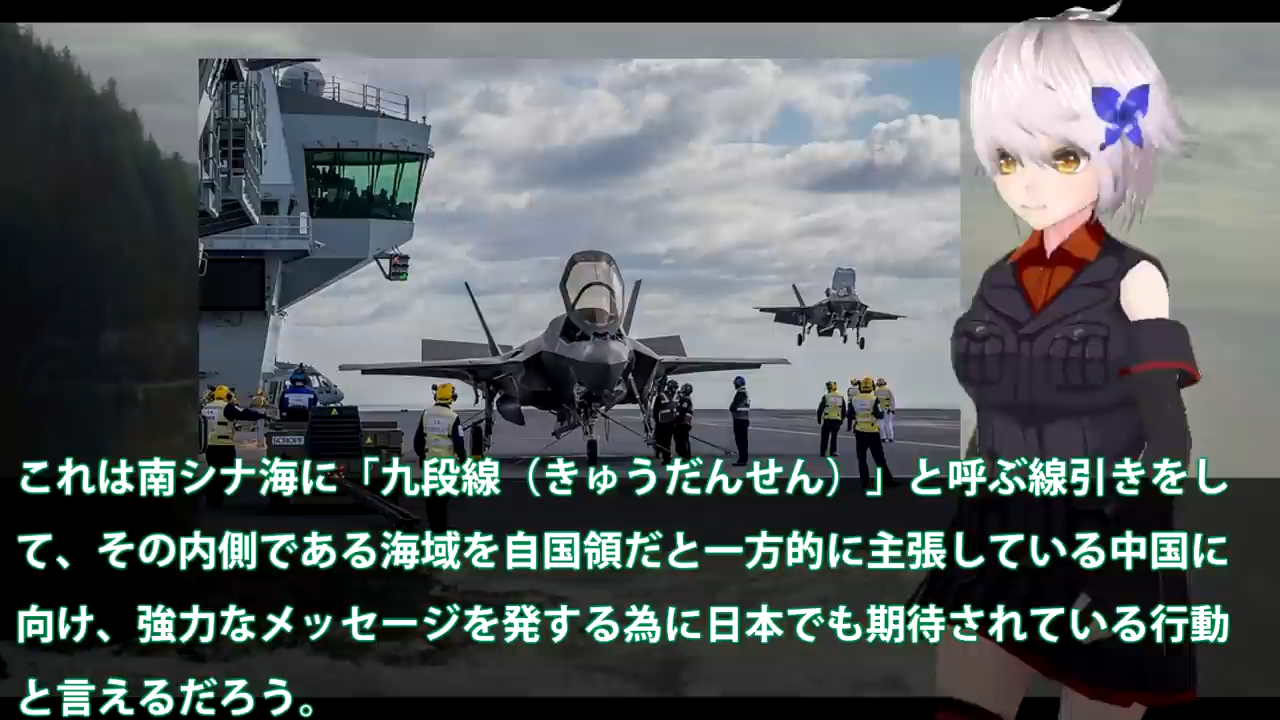 SCHOPF
これは南シナ海に「九段線（きゅうだんせん）」と呼ぶ線引きをし
て、その内側である海域を自国領だと一方的に主張している中国に
向け、強力なメッセージを発する為に日本でも期待されている行動
と言えるだろう。